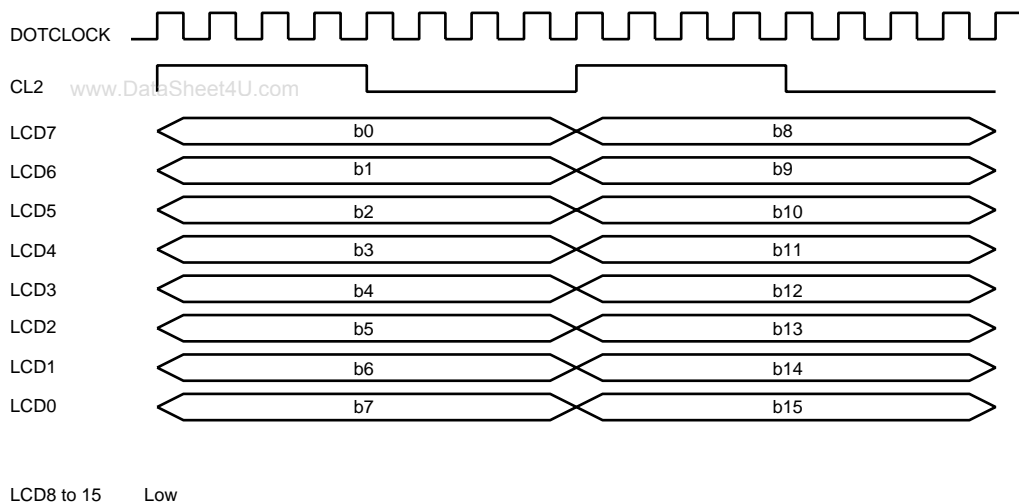 DOTCLOCK
CL2 www.DataSheet4U.com
LCD7 b0 b8
LCD6 b1 b9
LCD5 b2 b10
LCD4 b3 b11
LCD3 b4 b12
LCD2 b5 b13
LCD1 b6 b14
LCD0 b7 b15
LCD8 to 15 Low